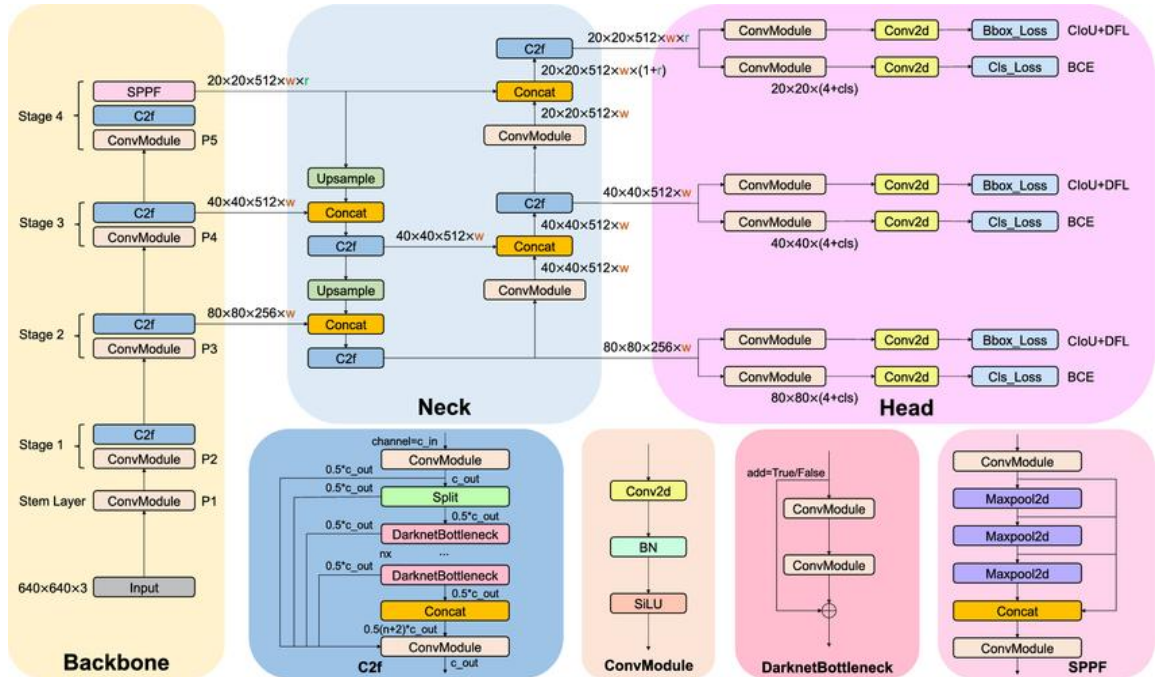 Backbone
Stage 4
SPPF
C2f
ConvModule
P5
20×20×512×w×r
Stage 3
C2f
ConvModule
P4
40×40×512×w
Stage 2
C2f
ConvModule
P3
80×80×256×w
Stage 1
C2f
ConvModule
P2
Stem Layer
ConvModule
P1
640×640×3
Input
Neck
Upsample
Concat
C2f
40×40×512×w
Upsample
Concat
C2f
C2f
20×20×512×w×(1+r)
Concat
20×20×512×w
ConvModule
C2f
40×40×512×w
Concat
40×40×512×w
ConvModule
Head
20×20×512×w×r
ConvModule
Conv2d
Bbox_Loss
CIoU+DFL
ConvModule
Conv2d
Cls_Loss
BCE
20×20×(4+cls)
40×40×512×w
ConvModule
Conv2d
Bbox_Loss
CIoU+DFL
ConvModule
Conv2d
Cls_Loss
BCE
40×40×(4+cls)
80×80×256×w
ConvModule
Conv2d
Bbox_Loss
CIoU+DFL
ConvModule
Conv2d
Cls_Loss
BCE
80×80×(4+cls)
channel=c_in
ConvModule
0.5*c_out
c_out
0.5*c_out
Split
0.5*c_out
0.5*c_out
DarknetBottleneck
nx
...
0.5*c_out
DarknetBottleneck
0.5*c_out
Concat
0.5(n+2)*c_out
ConvModule
C2f
c_out
Conv2d
BN
SiLU
ConvModule
add=True/False
ConvModule
ConvModule
DarknetBottleneck
ConvModule
Maxpool2d
Maxpool2d
Maxpool2d
Concat
ConvModule
SPPF